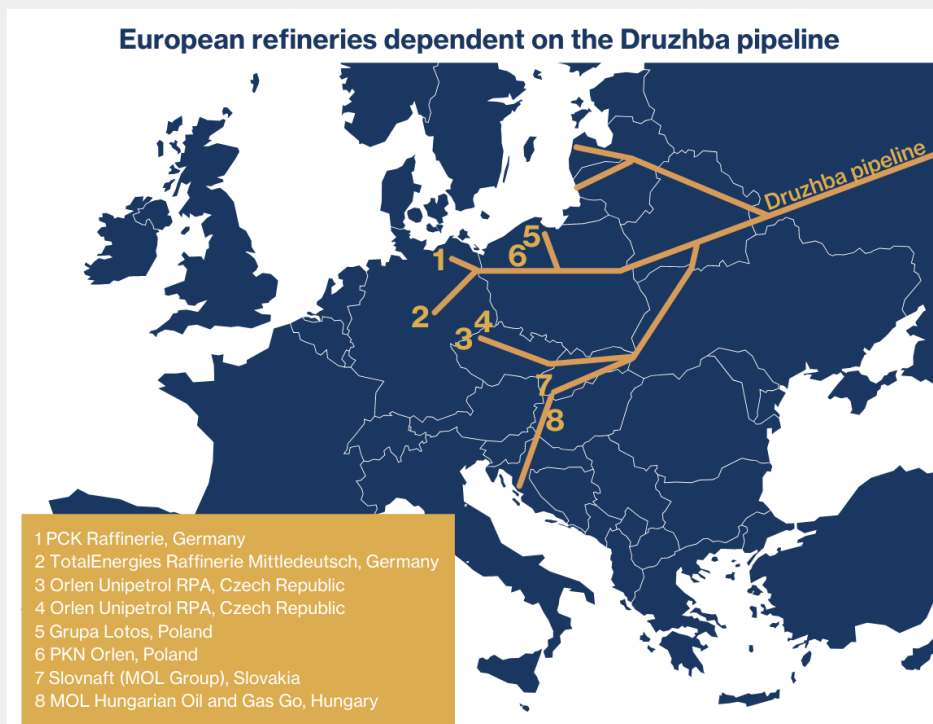 European refineries dependent on the Druzhba pipeline
Druzhba pipeline
5
6
1
2
4
3
7
8
1 PCK Raffinerie, Germany
2 TotalEnergies Raffinerie Mittledeutsch, Germany
3 Orlen Unipetrol RPA, Czech Republic
4 Orlen Unipetrol RPA, Czech Republic
5 Grupa Lotos, Poland
6 PKN Orlen, Poland
7 Slovnaft (MOL Group), Slovakia
8 MOL Hungarian Oil and Gas Go, Hungary